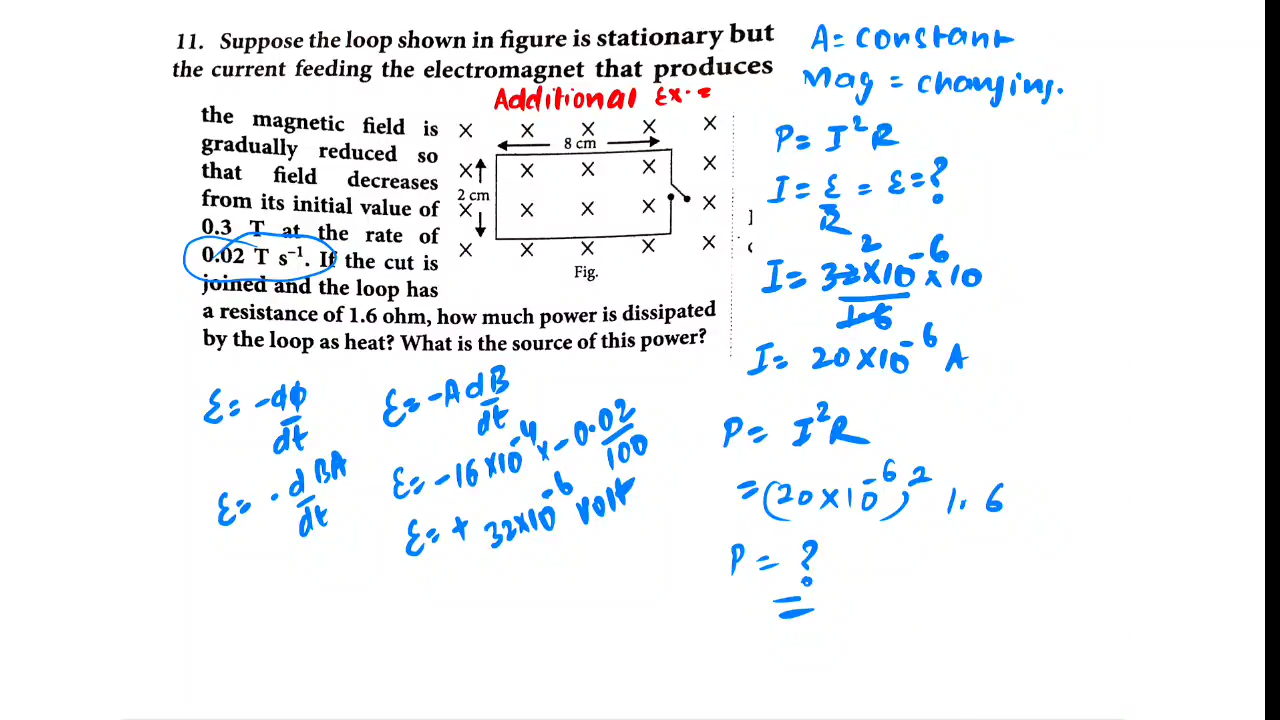 11. Suppose the loop shown in figure is stationary but
the current feeding the electromagnet that produces
the magnetic field is
gradually reduced so
that field decreases
from its initial value of
0.3 T at the rate of
0.02 T s⁻¹. If the cut is
joined and the loop has
a resistance of 1.6 ohm, how much power is dissipated
by the loop as heat? What is the source of this power?
Additional Ex.
X X X X X
8 cm
X X X X X
2 cm
X X X X X
X X X X X
Fig.
A = constant
Mag = changing.
P = I²R
I = ε/R = ε = ?
I = 32 × 10⁻⁶ × 10 / 1.6
2
I = 20 × 10⁻⁶ A
P = I²R
= (20 × 10⁻⁶)² 1.6
P = ?
ε = -dφ/dt
ε = - d BA/dt
ε = -A dB/dt
ε = -16 × 10⁻⁴ × -0.02/100
ε = + 32 × 10⁻⁶ volt